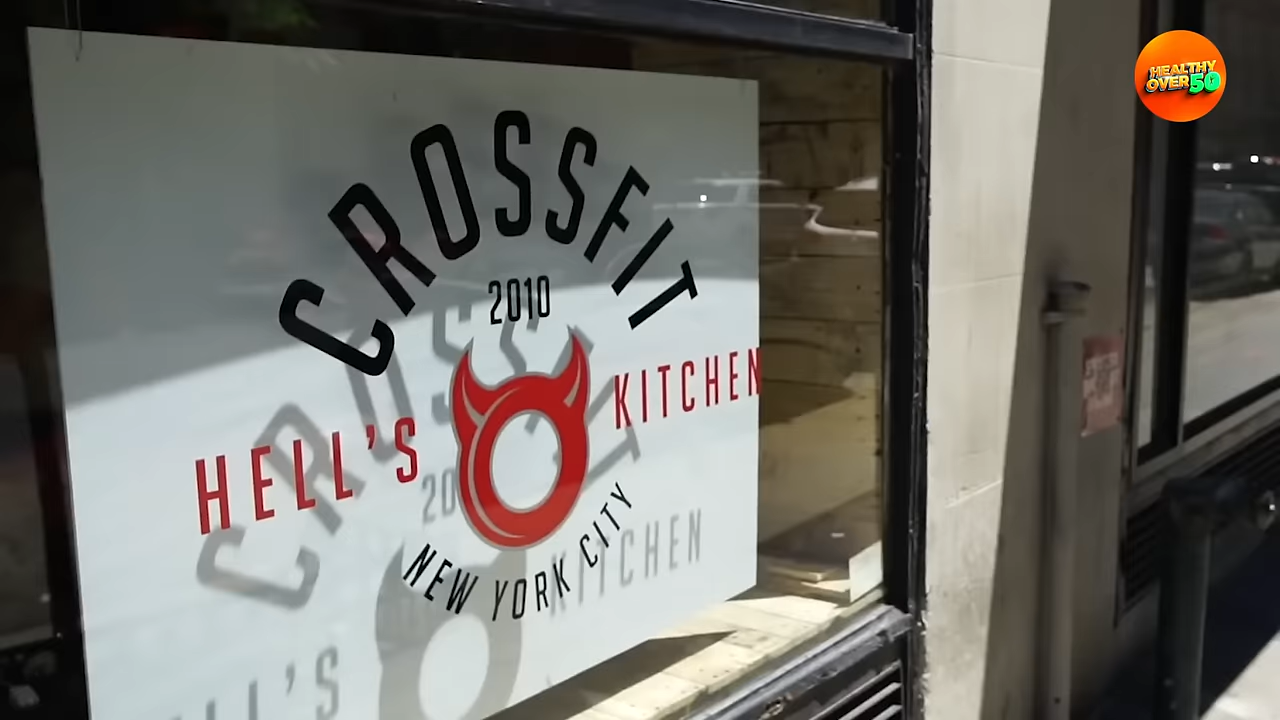 HEALTHY
OVER 50
CROSSFIT
2010
HELL'S KITCHEN
NEW YORK CITY